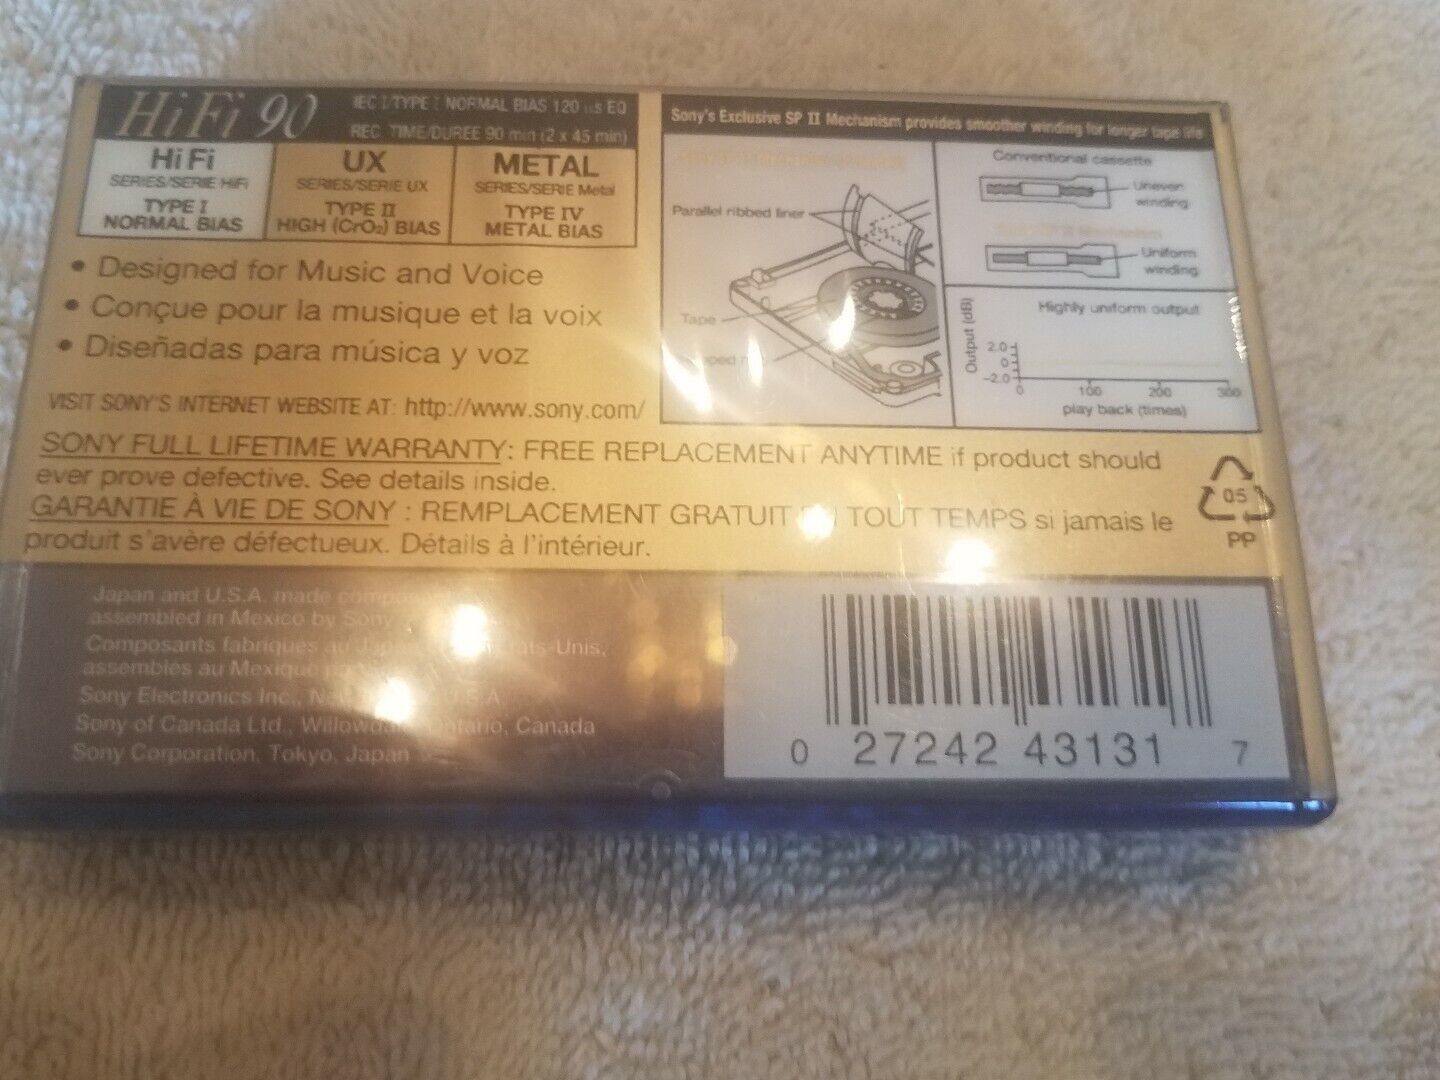 HiFi 90
IEC I/TYPE I NORMAL BIAS 120 µs EQ
REC. TIME/DURÉE 90 min (2 x 45 min)
HiFi
SERIES/SERIE HiFi
TYPE I
NORMAL BIAS
UX
SERIES/SERIE UX
TYPE II
HIGH (CrO₂) BIAS
METAL
SERIES/SERIE Metal
TYPE IV
METAL BIAS
• Designed for Music and Voice
• Conçue pour la musique et la voix
• Diseñadas para música y voz
VISIT SONY'S INTERNET WEBSITE AT: http://www.sony.com/
Sony's Exclusive SP II Mechanism provides smoother winding for longer tape life
Parallel ribbed liner
Tape
Conventional cassette
Uneven
winding
SP II Mechanism
Uniform
winding
Highly uniform output
Output (dB)
2.0
0
-2.0
0 100 200 300
play back (times)
SONY FULL LIFETIME WARRANTY: FREE REPLACEMENT ANYTIME if product should
ever prove defective. See details inside.
GARANTIE À VIE DE SONY : REMPLACEMENT GRATUIT TOUT TEMPS si jamais le
produit s'avère défectueux. Détails à l'intérieur.
05
PP
Japan and U.S.A. made
assembled in Mexico by Sony
Composants fabriqués au
assemblés au Mexique
Sony Electronics Inc., U.S.A.
Sony of Canada Ltd., Ontario, Canada
Sony Corporation, Tokyo, Japan
0 27242 43131 7